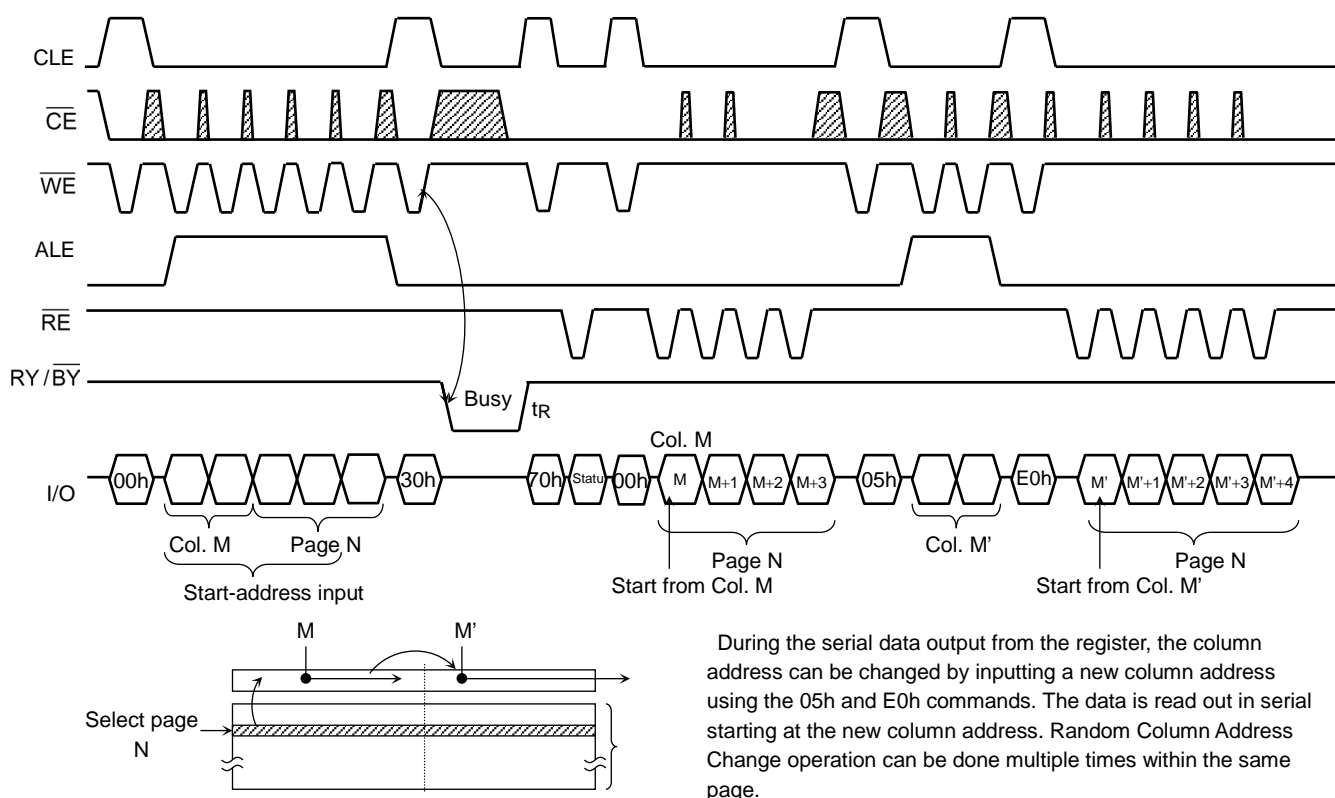 CLE
CE
WE
ALE
RE
RY/BY
Busy
tR
Col. M
I/O
00h
30h
70h
Statu
00h
M
M+1
M+2
M+3
05h
E0h
M'
M'+1
M'+2
M'+3
M'+4
Col. M
Page N
Start-address input
Page N
Start from Col. M
Col. M'
Page N
Start from Col. M'
M
M'
Select page
N
During the serial data output from the register, the column
address can be changed by inputting a new column address
using the 05h and E0h commands. The data is read out in serial
starting at the new column address. Random Column Address
Change operation can be done multiple times within the same
page.